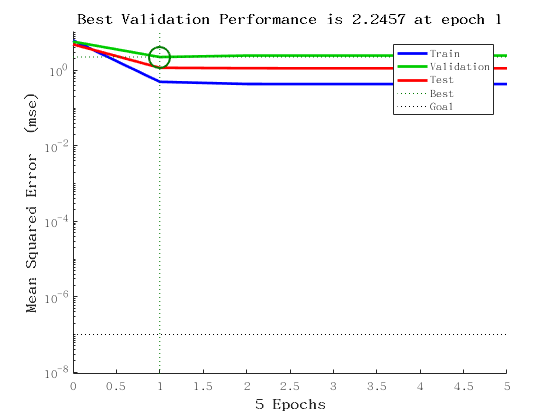 Best Validation Performance is 2.2457 at epoch 1
Mean Squared Error (mse)
10^0
10^-2
10^-4
10^-6
10^-8
Train
Validation
Test
Best
Goal
0 0.5 1 1.5 2 2.5 3 3.5 4 4.5 5
5 Epochs